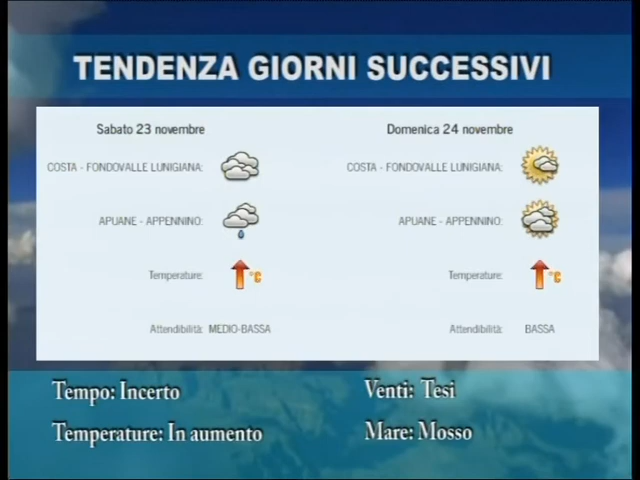 TENDENZA GIORNI SUCCESSIVI
Sabato 23 novembre
COSTA - FONDOVALLE LUNIGIANA:
APUANE - APPENNINO:
Temperature: °C
Attendibilità: MEDIO-BASSA
Domenica 24 novembre
COSTA - FONDOVALLE LUNIGIANA:
APUANE - APPENNINO:
Temperature: °C
Attendibilità: BASSA
Tempo: Incerto
Temperature: In aumento
Venti: Tesi
Mare: Mosso